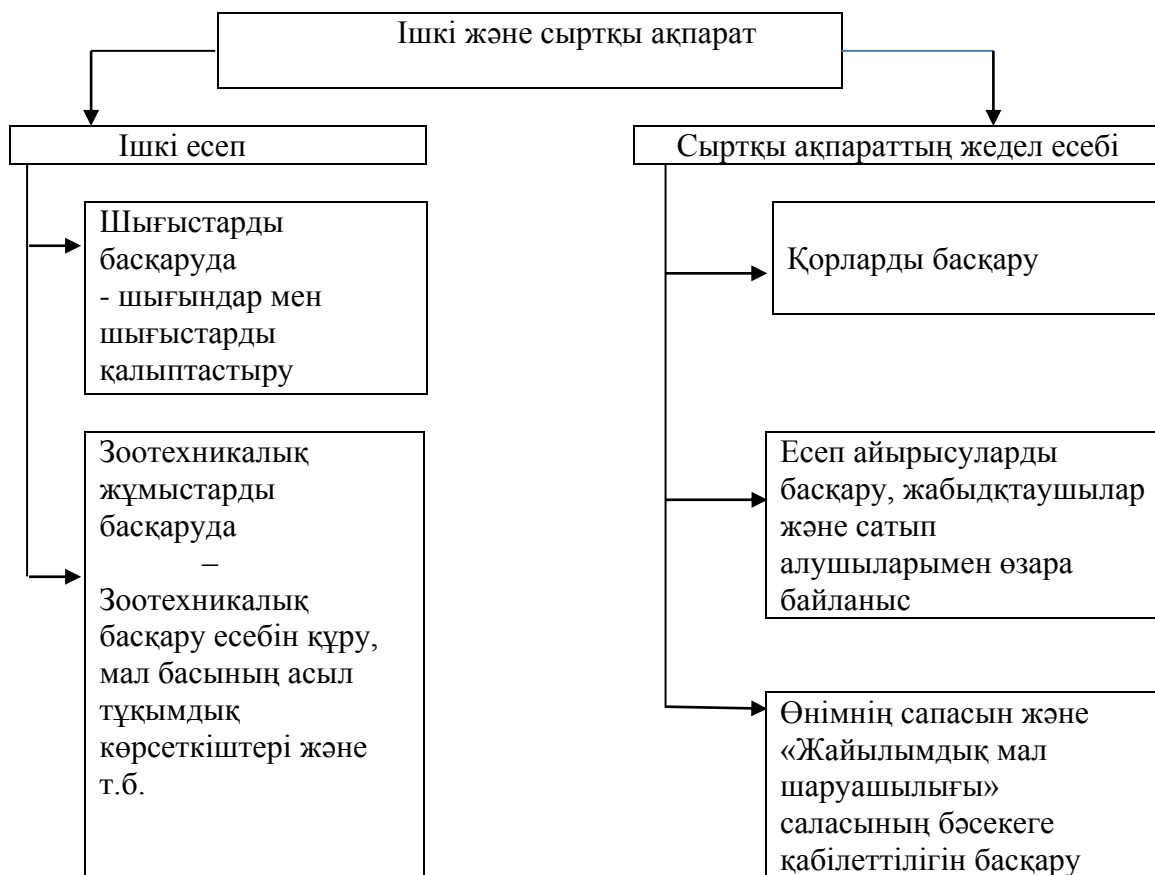 Ішкі және сыртқы ақпарат
Ішкі есеп
Шығыстарды
басқаруда
- шығындар мен
шығыстарды
қалыптастыру
Зоотехникалық
жұмыстарды
басқаруда
–
Зоотехникалық
басқару есебін құру,
мал басының асыл
тұқымдық
көрсеткіштері және
т.б.
Сыртқы ақпараттың жедел есебі
Қорларды басқару
Есеп айырысуларды
басқару, жабыдқтаушылар
және сатып
алушыларымен өзара
байланыс
Өнімнің сапасын және
«Жайылымдық мал
шаруашылығы»
саласының бәсекеге
қабілеттілігін басқару